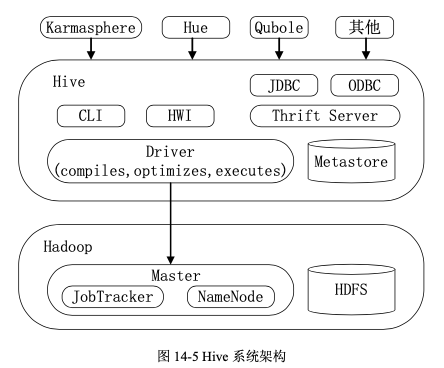 Karmasphere Hue Qubole 其他
Hive JDBC ODBC
CLI HWI Thrift Server
Driver
(compiles,optimizes,executes) Metastore
Hadoop
Master
JobTracker NameNode HDFS
图 14-5 Hive 系统架构